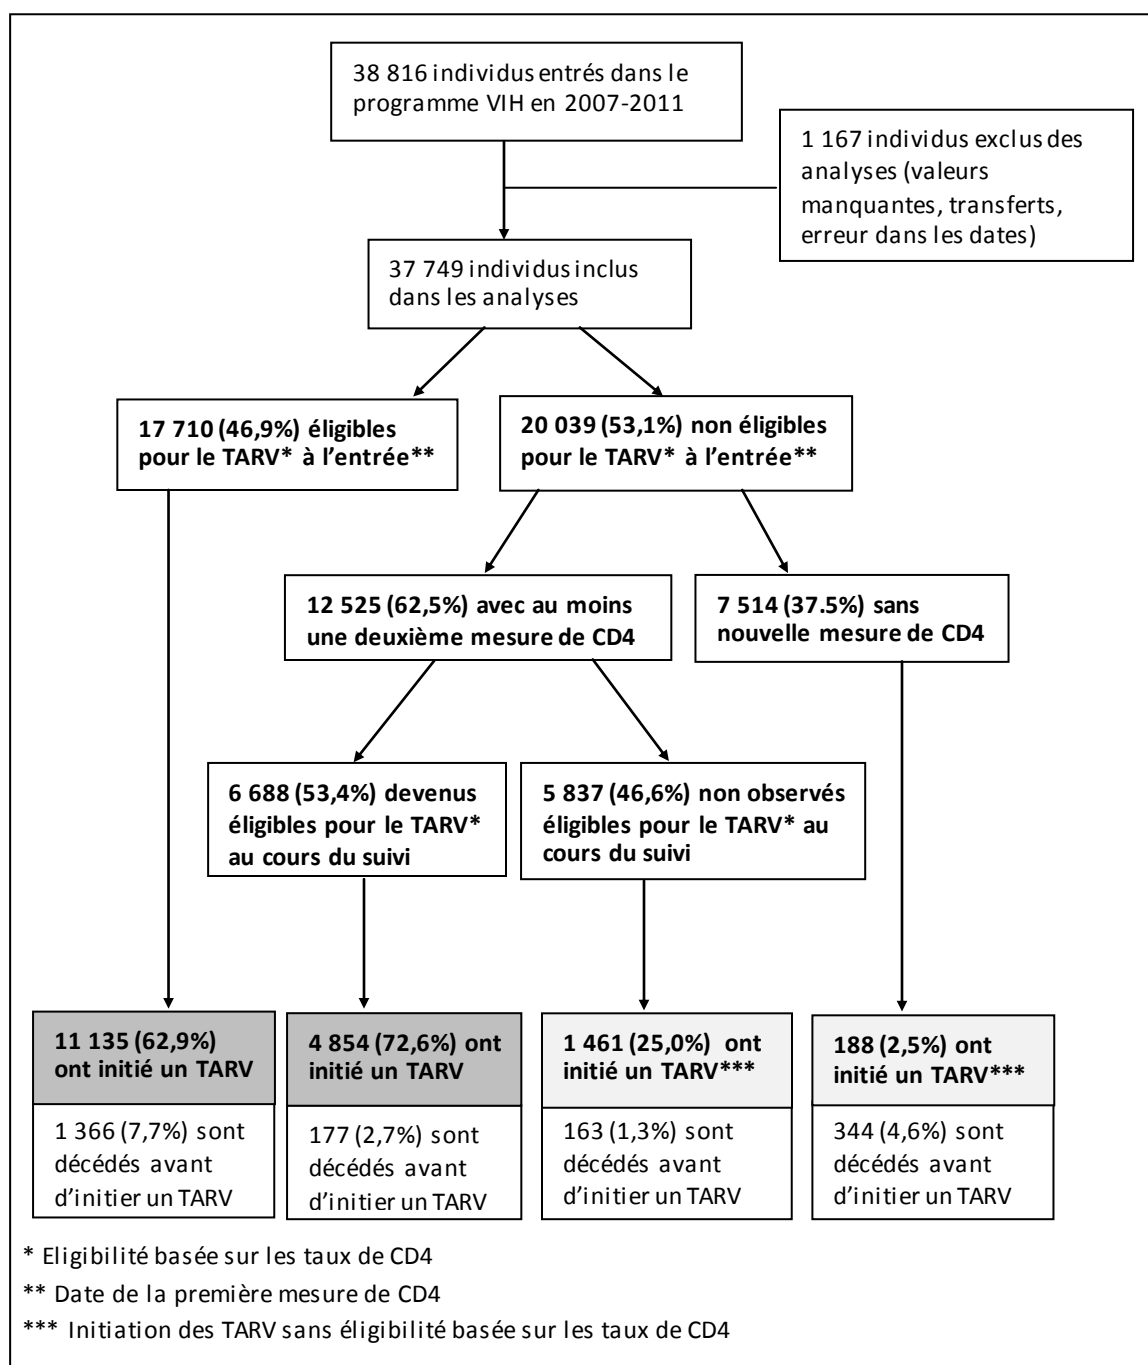 38 816 individus entrés dans le
programme VIH en 2007-2011
1 167 individus exclus des
analyses (valeurs
manquantes, transferts,
erreur dans les dates)
37 749 individus inclus
dans les analyses
17 710 (46,9%) éligibles
pour le TARV* à l’entrée**
20 039 (53,1%) non éligibles
pour le TARV* à l’entrée**
12 525 (62,5%) avec au moins
une deuxième mesure de CD4
7 514 (37.5%) sans
nouvelle mesure de CD4
6 688 (53,4%) devenus
éligibles pour le TARV*
au cours du suivi
5 837 (46,6%) non observés
éligibles pour le TARV* au
cours du suivi
11 135 (62,9%)
ont initié un TARV
4 854 (72,6%) ont
initié un TARV
1 461 (25,0%) ont
initié un TARV***
188 (2,5%) ont
initié un TARV***
1 366 (7,7%) sont
décédés avant
d’initier un TARV
177 (2,7%) sont
décédés avant
d’initier un TARV
163 (1,3%) sont
décédés avant
d’initier un TARV
344 (4,6%) sont
décédés avant
d’initier un TARV
* Eligibilité basée sur les taux de CD4
** Date de la première mesure de CD4
*** Initiation des TARV sans éligibilité basée sur les taux de CD4